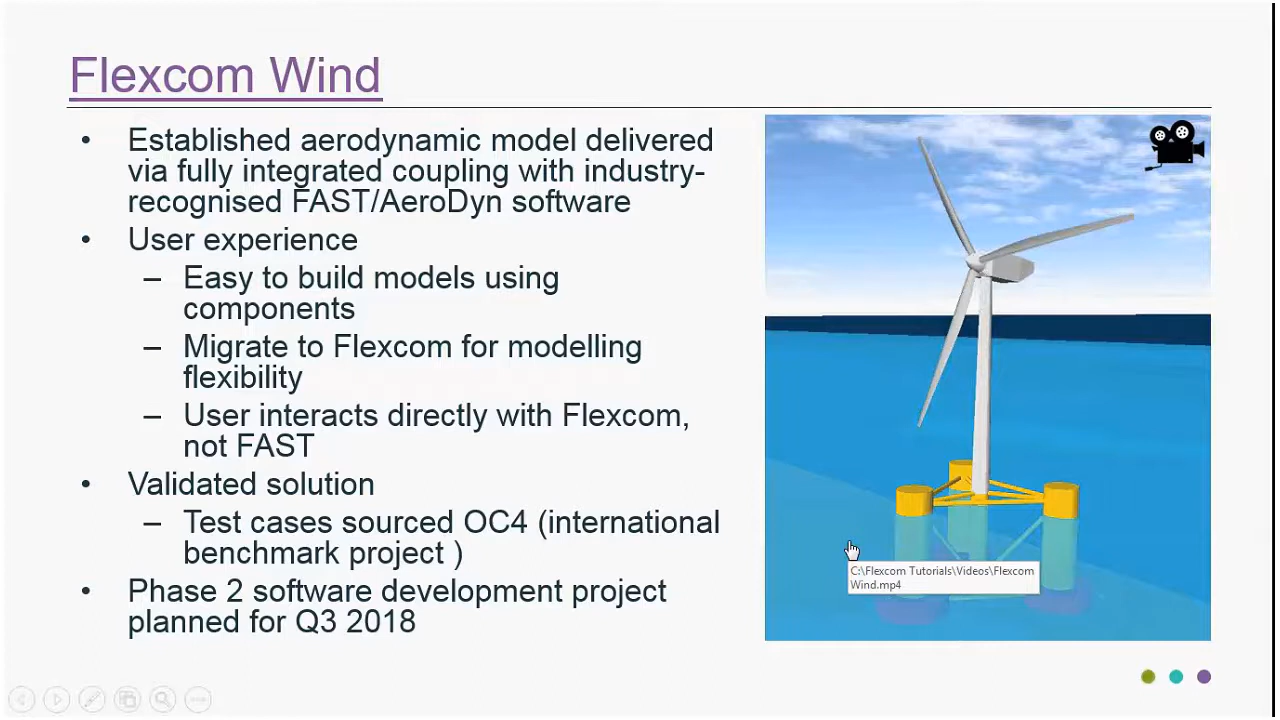 Flexcom Wind
• Established aerodynamic model delivered
via fully integrated coupling with industry-
recognised FAST/AeroDyn software
• User experience
– Easy to build models using
components
– Migrate to Flexcom for modelling
flexibility
– User interacts directly with Flexcom,
not FAST
• Validated solution
– Test cases sourced OC4 (international
benchmark project )
• Phase 2 software development project
planned for Q3 2018
C:\Flexcom Tutorials\Videos\Flexcom
Wind.mp4